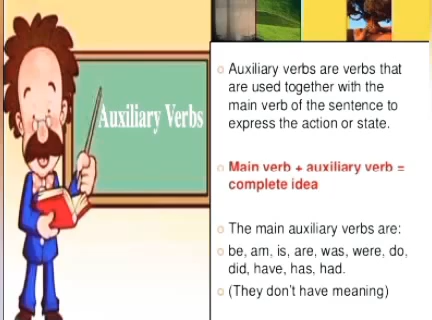 Auxiliary Verbs
Auxiliary verbs are verbs that
are used together with the
main verb of the sentence to
express the action or state.
Main verb + auxiliary verb =
complete idea
The main auxiliary verbs are:
be, am, is, are, was, were, do,
did, have, has, had.
(They don't have meaning)